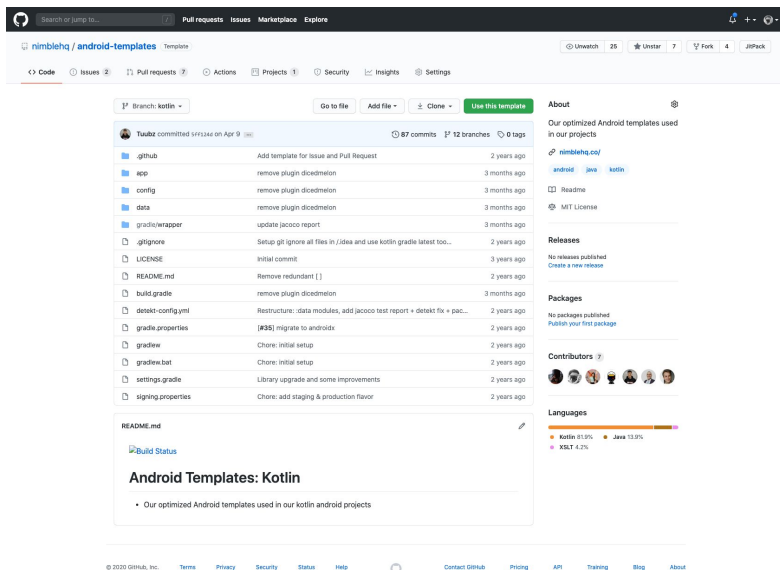 Search or jump to... / Pull requests Issues Marketplace Explore
nimblehq / android-templates Template
Unwatch 25 Unstar 7 Fork 4 JitPack
Code Issues 2 Pull requests 7 Actions Projects 1 Security Insights Settings
Branch: kotlin Go to file Add file Clone Use this template
Tuubz committed 5ff124d on Apr 9 87 commits 12 branches 0 tags
.github Add template for Issue and Pull Request 2 years ago
app remove plugin dicedmelon 3 months ago
config remove plugin dicedmelon 3 months ago
data remove plugin dicedmelon 3 months ago
gradle/wrapper update jacoco report 2 years ago
.gitignore Setup git ignore all files in /.idea and use kotlin gradle latest too... 2 years ago
LICENSE Initial commit 3 years ago
README.md Remove redundant [ ] 2 years ago
build.gradle remove plugin dicedmelon 3 months ago
detekt-config.yml Restructure: :data modules, add jacoco test report + detekt fix + pac... 2 years ago
gradle.properties [#35] migrate to androidx 2 years ago
gradlew Chore: initial setup 2 years ago
gradlew.bat Chore: initial setup 2 years ago
settings.gradle Library upgrade and some improvements 2 years ago
signing.properties Chore: add staging & production flavor 2 years ago
README.md
Build Status
Android Templates: Kotlin
• Our optimized Android templates used in our kotlin android projects
About
Our optimized Android templates used
in our projects
nimblehq.co/
android java kotlin
Readme
MIT License
Releases
No releases published
Create a new release
Packages
No packages published
Publish your first package
Contributors 7
Languages
Kotlin 81.9% Java 13.9%
XSLT 4.2%
© 2020 GitHub, Inc. Terms Privacy Security Status Help Contact GitHub Pricing API Training Blog About